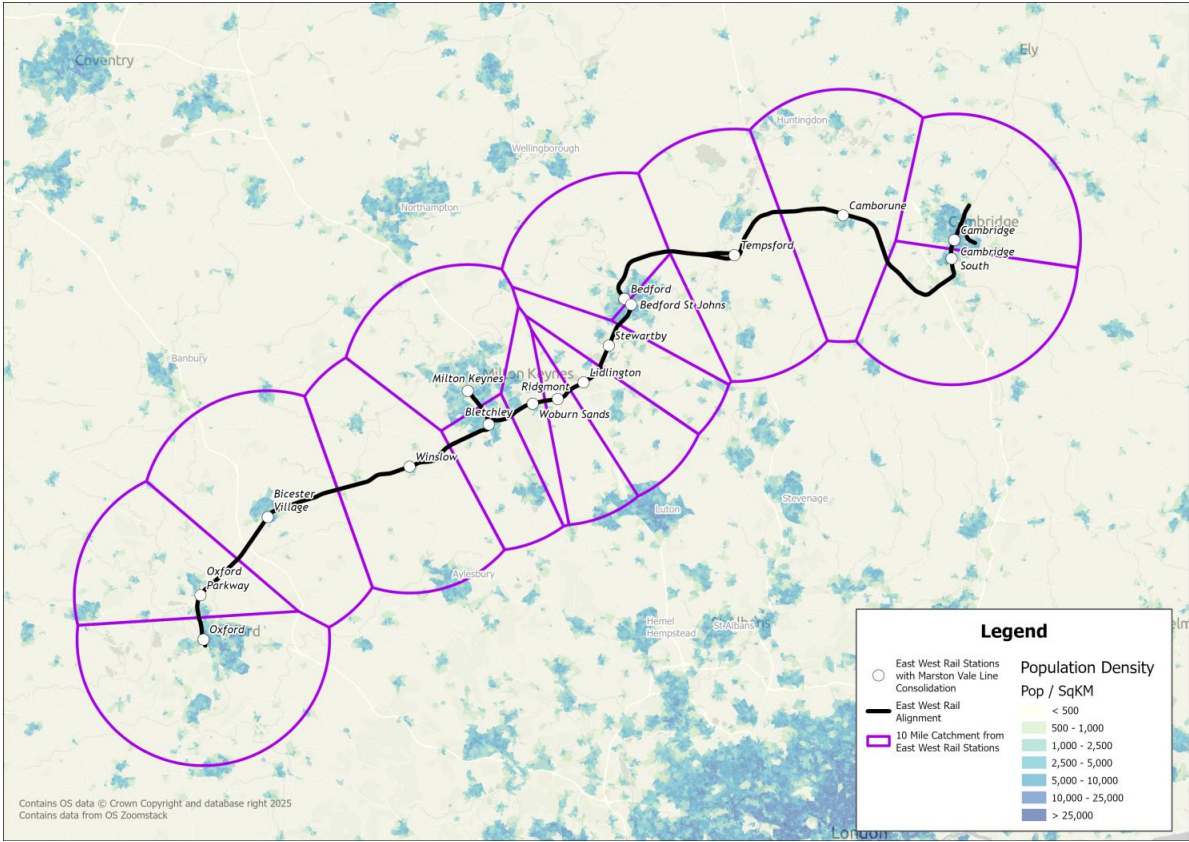 Coventry
Ely
Huntingdon
Wellingborough
Northampton
Camborune
Cambridge
Cambridge
Cambridge
South
Tempsford
Bedford
Bedford St Johns
Stewartby
Banbury
Milton Keynes
Milton Keynes
Ridgmont
Lidlington
Bletchley
Woburn Sands
Winslow
Stevenage
Luton
Bicester
Village
Aylesbury
Oxford
Parkway
Oxford
Hemel
Hempstead
St Albans
London
Legend
East West Rail Stations
with Marston Vale Line
Consolidation
East West Rail
Alignment
10 Mile Catchment from
East West Rail Stations
Population Density
Pop / SqKM
< 500
500 - 1,000
1,000 - 2,500
2,500 - 5,000
5,000 - 10,000
10,000 - 25,000
> 25,000
Contains OS data © Crown Copyright and database right 2025
Contains data from OS Zoomstack